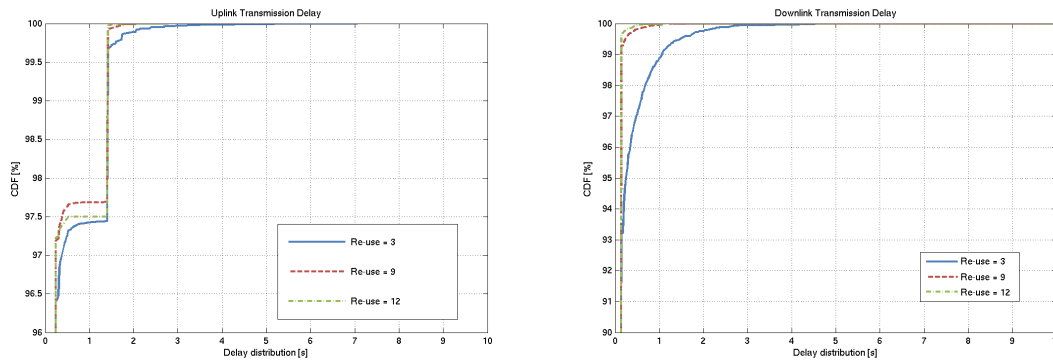 Uplink Transmission Delay
100
99.5
99
98.5
98
97.5
97
96.5
96
CDF [%]
Re-use = 3
Re-use = 9
Re-use = 12
0 1 2 3 4 5 6 7 8 9 10
Delay distribution [s]
Downlink Transmission Delay
100
99
98
97
96
95
94
93
92
91
90
CDF [%]
Re-use = 3
Re-use = 9
Re-use = 12
0 1 2 3 4 5 6 7 8 9
Delay distribution [s]